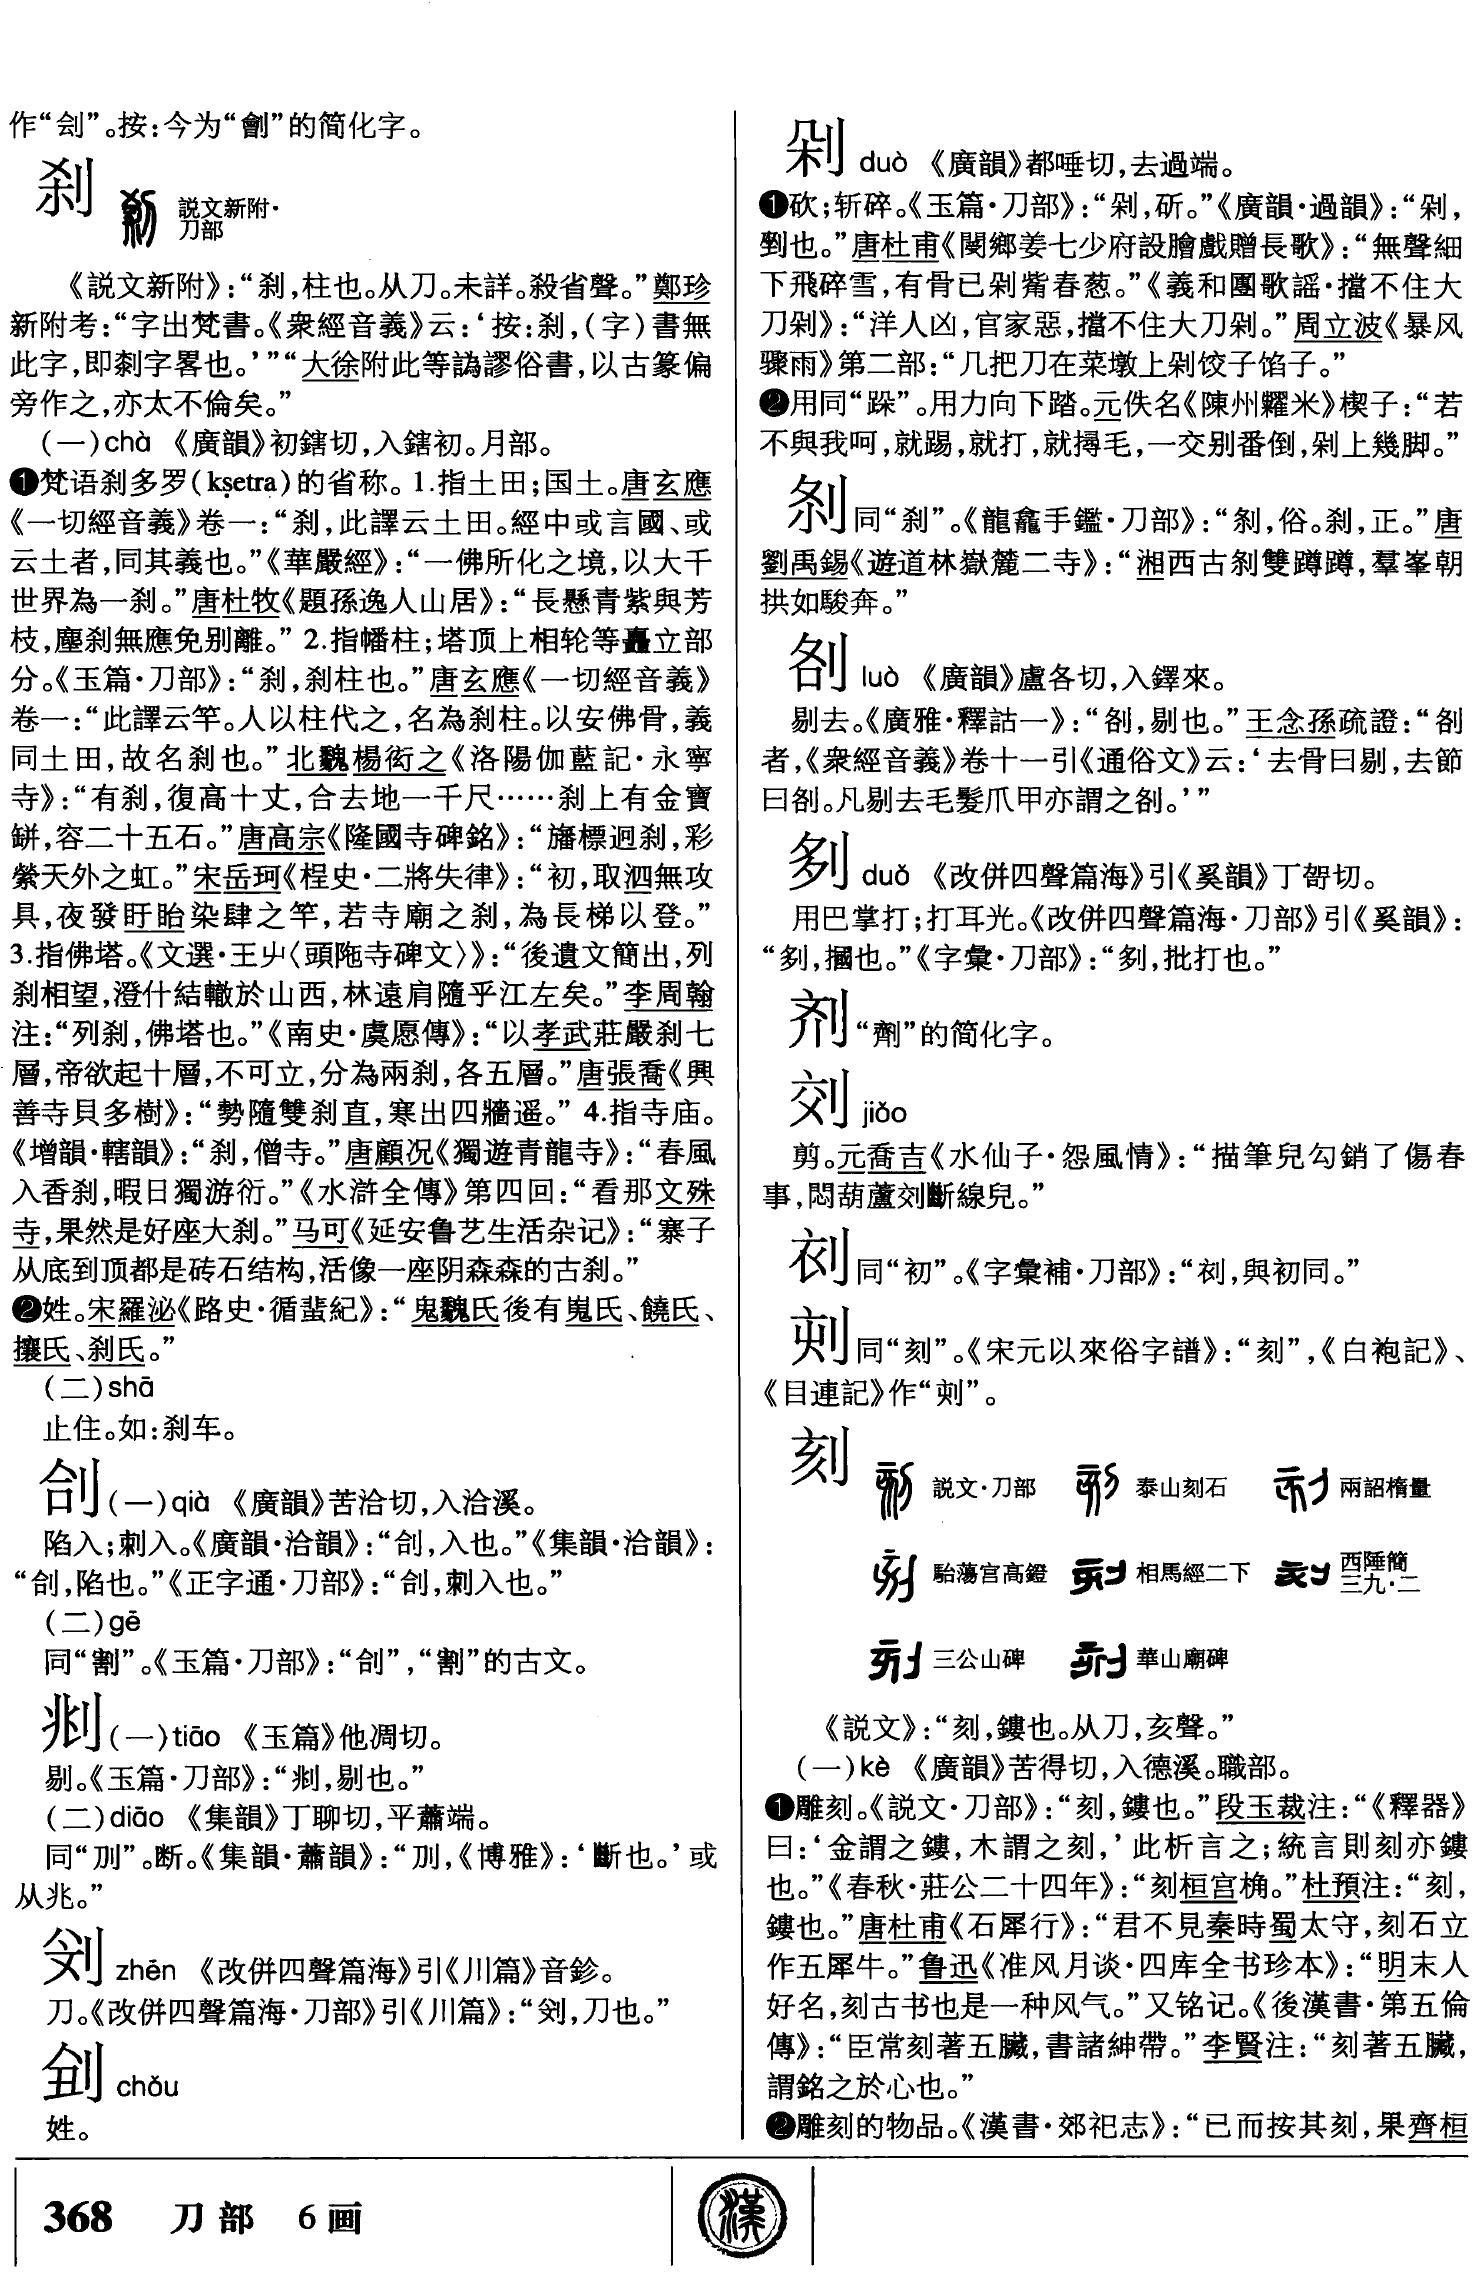 作“刽”。按：今为“劊”的简化字。
刹
説文新附·
刀部
《説文新附》：“刹，柱也。从刀。未詳。殺省聲。”鄭珍
新附考：“字出梵書。《衆經音義》云：‘按：刹，（字）書無
此字，即剺字畧也。’”“大徐附此等譌謬俗書，以古篆偏
旁作之，亦太不倫矣。”
（一）chà 《廣韻》初鎋切，入鎋初。月部。
❶梵语刹多罗（kṣetra）的省称。1.指土田；国土。唐玄應
《一切經音義》卷一：“刹，此譯云土田。經中或言國、或
云土者，同其義也。”《華嚴經》：“一佛所化之境，以大千
世界為一刹。”唐杜牧《題孫逸人山居》：“長懸青紫與芳
枝，塵刹無應免别離。” 2.指幡柱；塔顶上相轮等矗立部
分。《玉篇·刀部》：“刹，刹柱也。”唐玄應《一切經音義》
卷一：“此譯云竿。人以柱代之，名為刹柱。以安佛骨，義
同土田，故名刹也。”北魏楊衒之《洛陽伽藍記·永寧
寺》：“有刹，復高十丈，合去地一千尺……刹上有金寶
缾，容二十五石。”唐高宗《隆國寺碑銘》：“旛標迥刹，彩
縈天外之虹。”宋岳珂《桯史·二將失律》：“初，取泗無攻
具，夜發盱眙染肆之竿，若寺廟之刹，為長梯以登。”
3.指佛塔。《文選·王屮〈頭陁寺碑文〉》：“後遺文簡出，列
刹相望，澄什結轍於山西，林遠肩隨乎江左矣。”李周翰
注：“列刹，佛塔也。”《南史·虞愿傳》：“以孝武莊嚴刹七
層，帝欲起十層，不可立，分為兩刹，各五層。”唐張喬《興
善寺貝多樹》：“勢隨雙刹直，寒出四牆遥。” 4.指寺庙。
《增韻·轄韻》：“刹，僧寺。”唐顧况《獨遊青龍寺》：“春風
入香刹，暇日獨游衍。”《水滸全傳》第四回：“看那文殊
寺，果然是好座大刹。”马可《延安鲁艺生活杂记》：“寨子
从底到顶都是砖石结构，活像一座阴森森的古刹。”
❷姓。宋羅泌《路史·循蜚紀》：“鬼魏氏後有嵬氏、饒氏、
攘氏、刹氏。”
（二）shā
止住。如：刹车。
㓣（一）qià 《廣韻》苦洽切，入洽溪。
陷入；刺入。《廣韻·洽韻》：“㓣，入也。”《集韻·洽韻》：
“㓣，陷也。”《正字通·刀部》：“㓣，刺入也。”
（二）gē
同“割”。《玉篇·刀部》：“㓣”，“割”的古文。
㓮（一）tiāo 《玉篇》他凋切。
剔。《玉篇·刀部》：“㓮，剔也。”
（二）diāo 《集韻》丁聊切，平蕭端。
同“刐”。断。《集韻·蕭韻》：“刐，《博雅》：‘斷也。’或
从兆。”
zhēn 《改併四聲篇海》引《川篇》音鉁。
刀。《改併四聲篇海·刀部》引《川篇》：“，刀也。”
chǒu
姓。
剁 duò 《廣韻》都唾切，去過端。
❶砍；斩碎。《玉篇·刀部》：“剁，斫。”《廣韻·過韻》：“剁，
剉也。”唐杜甫《閿鄉姜七少府設膾戲贈長歌》：“無聲細
下飛碎雪，有骨已剁觜春葱。”《義和團歌謡·擋不住大
刀剁》：“洋人凶，官家惡，擋不住大刀剁。”周立波《暴风
骤雨》第二部：“几把刀在菜墩上剁饺子馅子。”
❷用同“跺”。用力向下踏。元佚名《陳州糶米》楔子：“若
不與我呵，就踢，就打，就撏毛，一交别番倒，剁上幾脚。”
刹同“刹”。《龍龕手鑑·刀部》：“，俗。刹，正。”唐
劉禹錫《遊道林嶽麓二寺》：“湘西古刹雙蹲蹲，羣峯朝
拱如駿奔。”
㓢 luò 《廣韻》盧各切，入鐸來。
剔去。《廣雅·釋詁一》：“㓢，剔也。”王念孫疏證：“㓢
者，《衆經音義》卷十一引《通俗文》云：‘去骨曰剔，去節
曰㓢。凡剔去毛髮爪甲亦謂之㓢。’”
duǒ 《改併四聲篇海》引《奚韻》丁哿切。
用巴掌打；打耳光。《改併四聲篇海·刀部》引《奚韻》：
“，摑也。”《字彙·刀部》：“，批打也。”
剂“劑”的简化字。
㓚 jiǎo
剪。元喬吉《水仙子·怨風情》：“描筆兒勾銷了傷春
事，悶葫蘆㓚斷線兒。”
同“初”。《字彙補·刀部》：“，與初同。”
同“刻”。《宋元以來俗字譜》：“刻”，《白袍記》、
《目連記》作“”。
刻
説文·刀部 泰山刻石 兩詔楕量
駘蕩宫高鐙 相馬經二下 西陲簡
三九·二
三公山碑 華山廟碑
《説文》：“刻，鏤也。从刀，亥聲。”
（一）kè 《廣韻》苦得切，入德溪。職部。
❶雕刻。《説文·刀部》：“刻，鏤也。”段玉裁注：“《釋器》
曰：‘金謂之鏤，木謂之刻，’此析言之；統言則刻亦鏤
也。”《春秋·莊公二十四年》：“刻桓宫桷。”杜預注：“刻，
鏤也。”唐杜甫《石犀行》：“君不見秦時蜀太守，刻石立
作五犀牛。”鲁迅《准风月谈·四库全书珍本》：“明末人
好名，刻古书也是一种风气。”又铭记。《後漢書·第五倫
傳》：“臣常刻著五臟，書諸紳帶。”李賢注：“刻著五臟，
謂銘之於心也。”
❷雕刻的物品。《漢書·郊祀志》：“已而按其刻，果齊桓
368 刀部 6画
漢